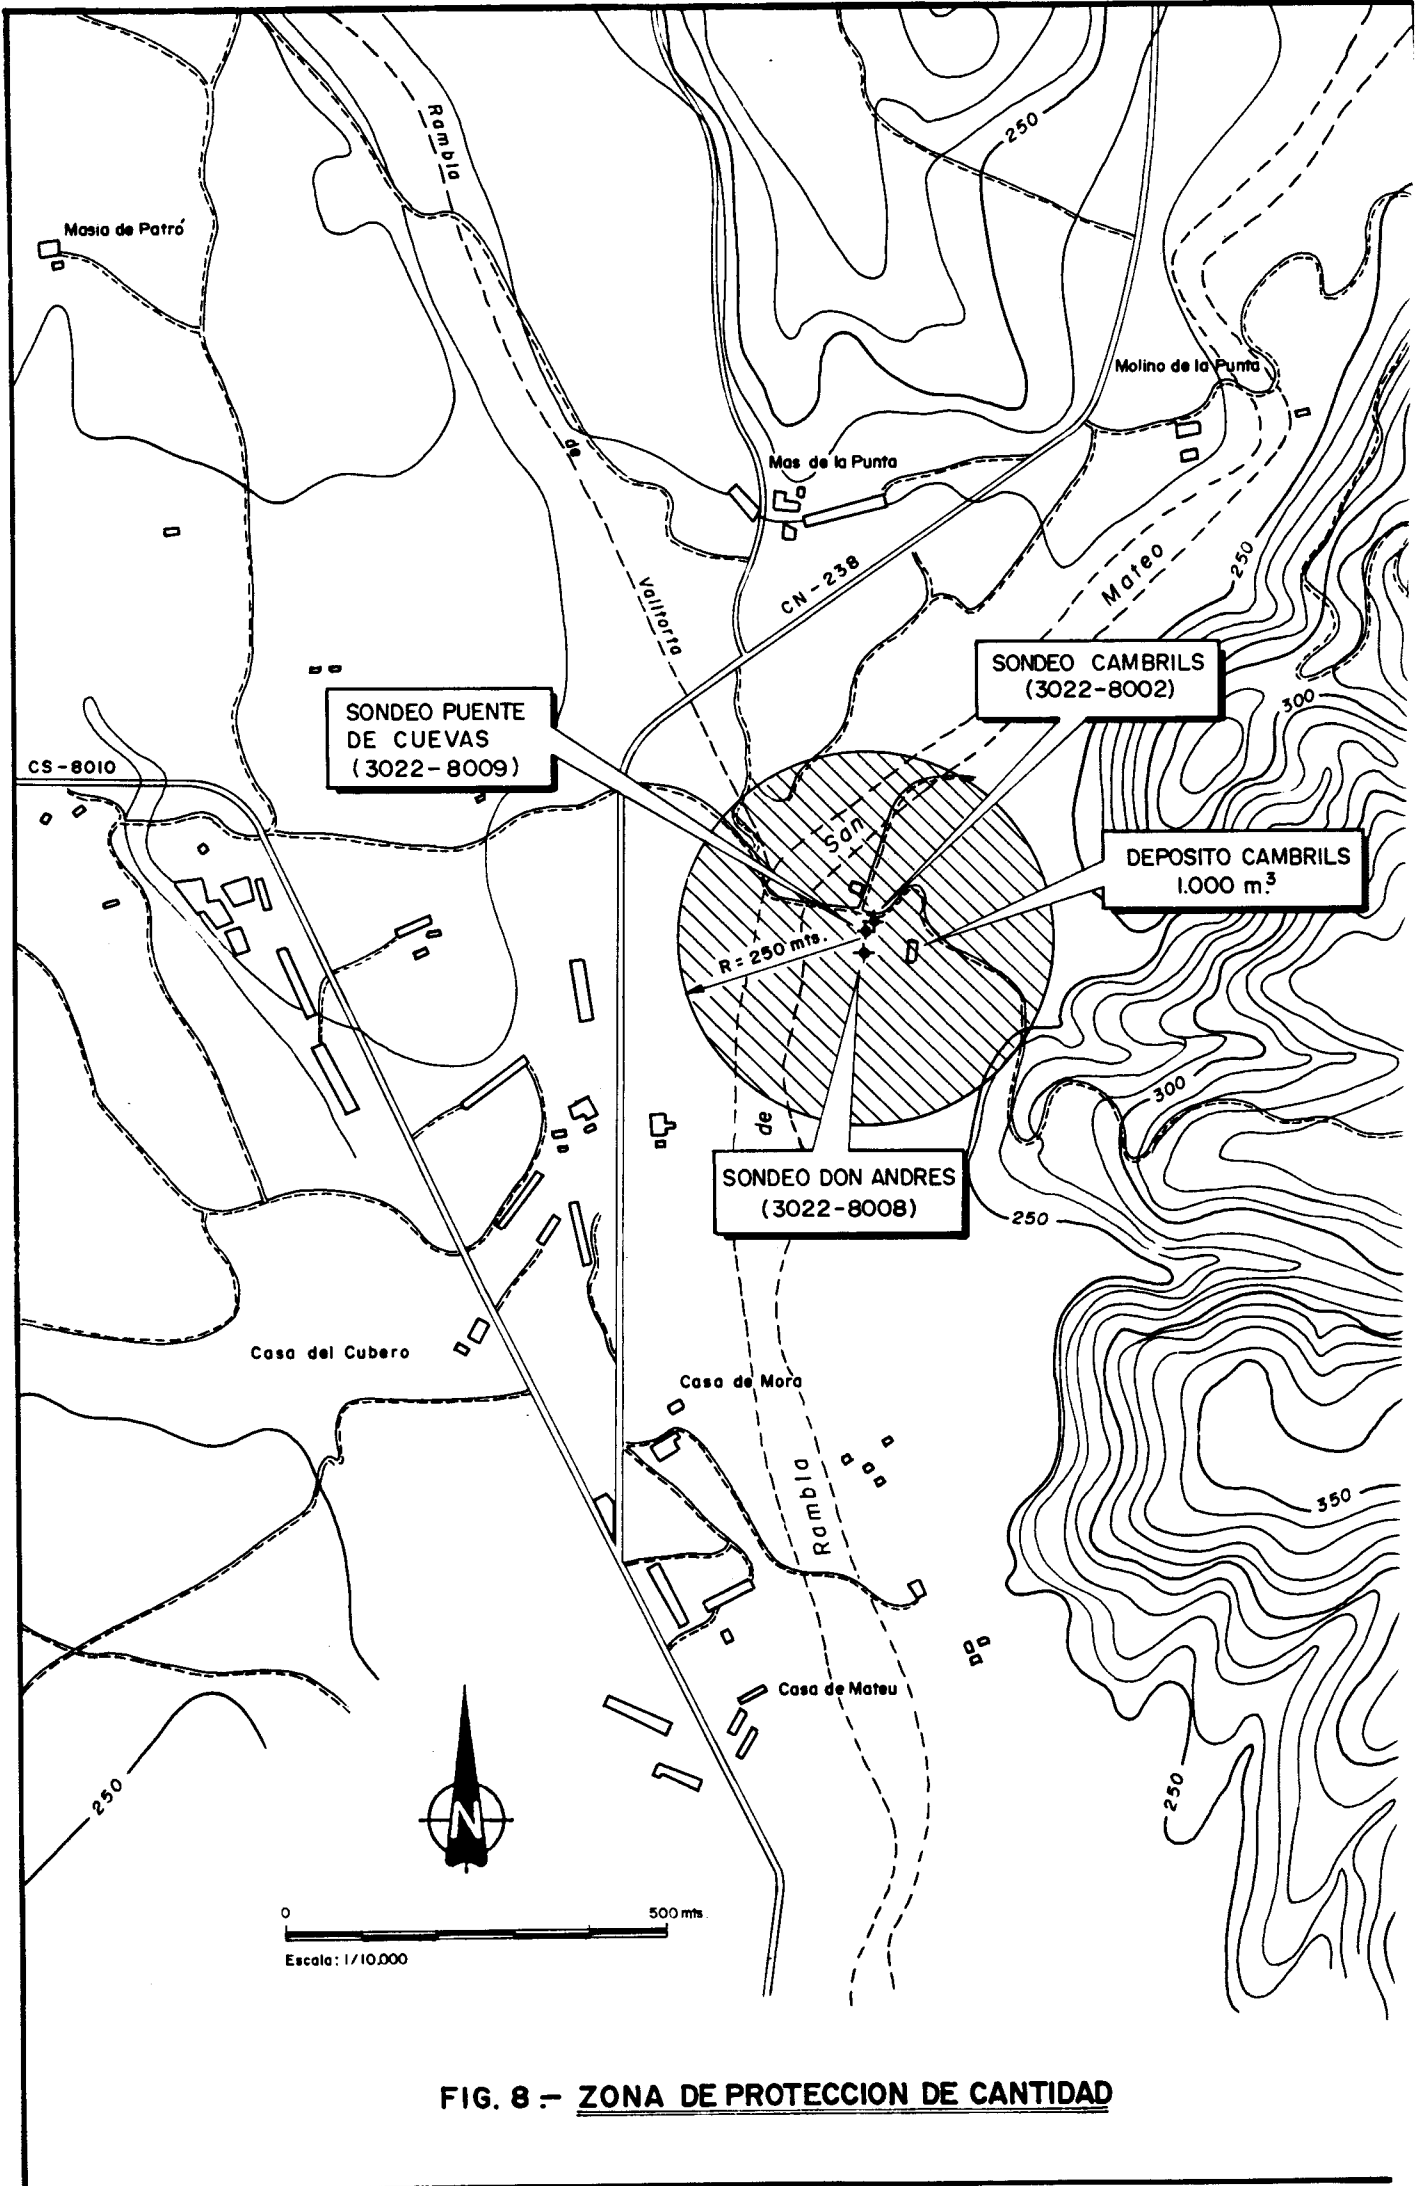 Rambla
250
Masia de Patró
Molino de la Punta
de
Mas de la Punta
CN-238
Mateo
250
Valltorta
SONDEO CAMBRILS
(3022-8002)
300
SONDEO PUENTE
DE CUEVAS
(3022-8009)
CS-8010
San
DEPOSITO CAMBRILS
1.000 m.³
R = 250 mts.
300
de
SONDEO DON ANDRES
(3022-8008)
250
Casa del Cubero
Casa de Mora
Rambla
350
Casa de Mateu
250
250
N
0
500 mts.
Escala: 1/10.000
FIG. 8 :- ZONA DE PROTECCION DE CANTIDAD